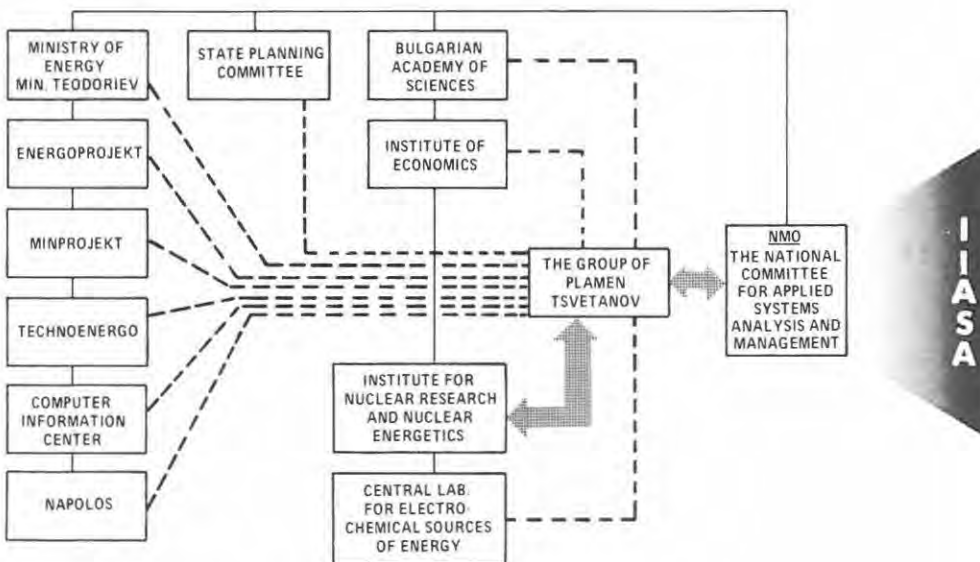 MINISTRY OF
ENERGY
MIN. TEODORIEV
STATE PLANNING
COMMITTEE
BULGARIAN
ACADEMY OF
SCIENCES
ENERGOPROJEKT
INSTITUTE OF
ECONOMICS
MINPROJEKT
THE GROUP OF
PLAMEN
TSVETANOV
NMO
THE NATIONAL
COMMITTEE
FOR APPLIED
SYSTEMS
ANALYSIS AND
MANAGEMENT
IIASA
TECHNOENERGO
COMPUTER
INFORMATION
CENTER
INSTITUTE FOR
NUCLEAR RESEARCH
AND NUCLEAR
ENERGETICS
NAPOLOS
CENTRAL LAB.
FOR ELECTRO-
CHEMICAL SOURCES
OF ENERGY